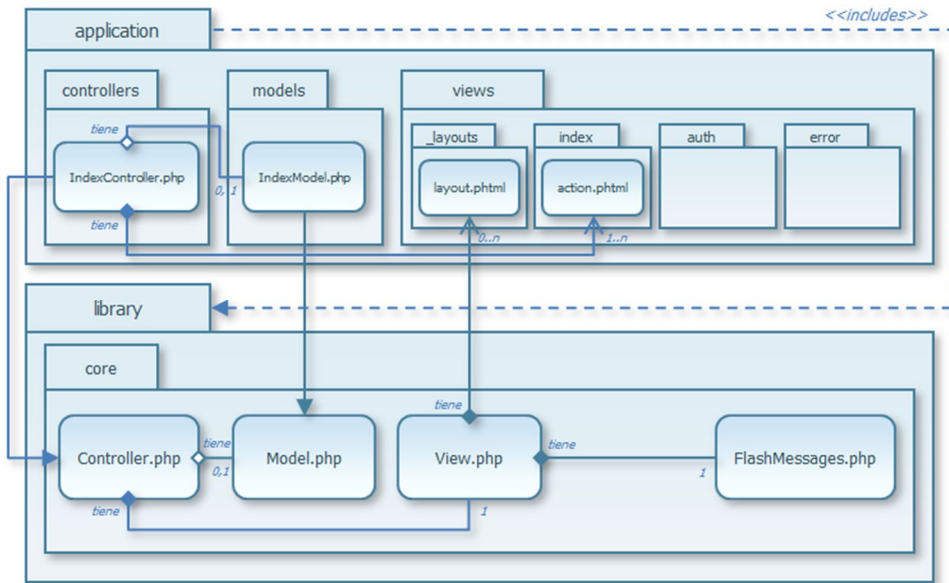 <<includes>>
application
controllers
models
views
_layouts
index
auth
error
tiene
IndexController.php
IndexModel.php
layout.phtml
action.phtml
0,.1
tiene
0..n
1..n
library
core
tiene
tiene
tiene
Controller.php
Model.php
View.php
FlashMessages.php
0,1
1
tiene
1